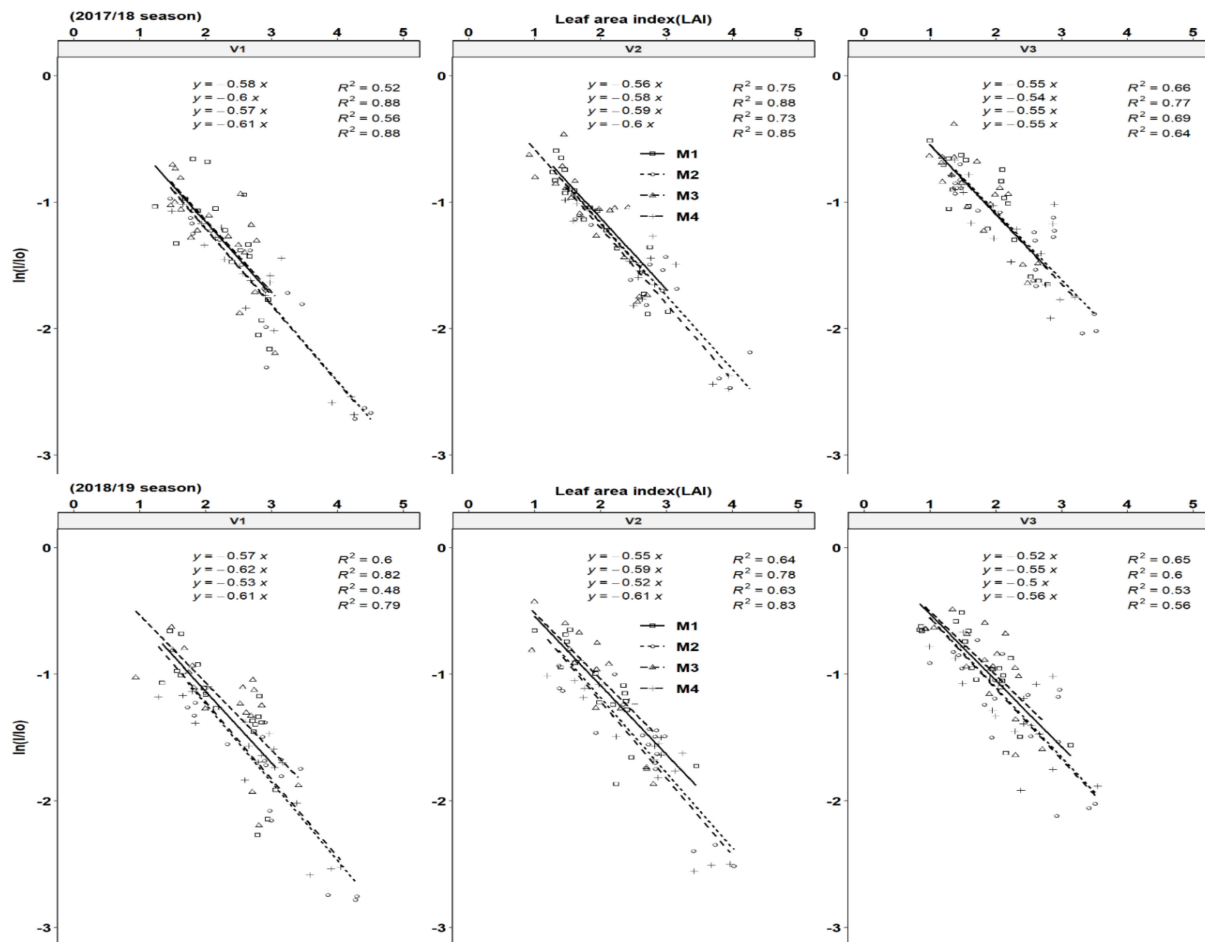 (2017/18 season)
Leaf area index(LAI)
0 1 2 3 4 5 0 1 2 3 4 5 0 1 2 3 4 5
V1 V2 V3
0
-1
-2
-3
ln(I/Io)
y = −0.58 x R² = 0.52
y = −0.6 x R² = 0.88
y = −0.57 x R² = 0.56
y = −0.61 x R² = 0.88
y = −0.56 x R² = 0.75
y = −0.58 x R² = 0.88
y = −0.59 x R² = 0.73
y = −0.6 x R² = 0.85
M1
M2
M3
M4
y = −0.55 x R² = 0.66
y = −0.54 x R² = 0.77
y = −0.55 x R² = 0.69
y = −0.55 x R² = 0.64
(2018/19 season)
Leaf area index(LAI)
0 1 2 3 4 5 0 1 2 3 4 5 0 1 2 3 4 5
V1 V2 V3
0
-1
-2
-3
ln(I/Io)
y = −0.57 x R² = 0.6
y = −0.62 x R² = 0.82
y = −0.53 x R² = 0.48
y = −0.61 x R² = 0.79
y = −0.55 x R² = 0.64
y = −0.59 x R² = 0.78
y = −0.52 x R² = 0.63
y = −0.61 x R² = 0.83
M1
M2
M3
M4
y = −0.52 x R² = 0.65
y = −0.55 x R² = 0.6
y = −0.5 x R² = 0.53
y = −0.56 x R² = 0.56